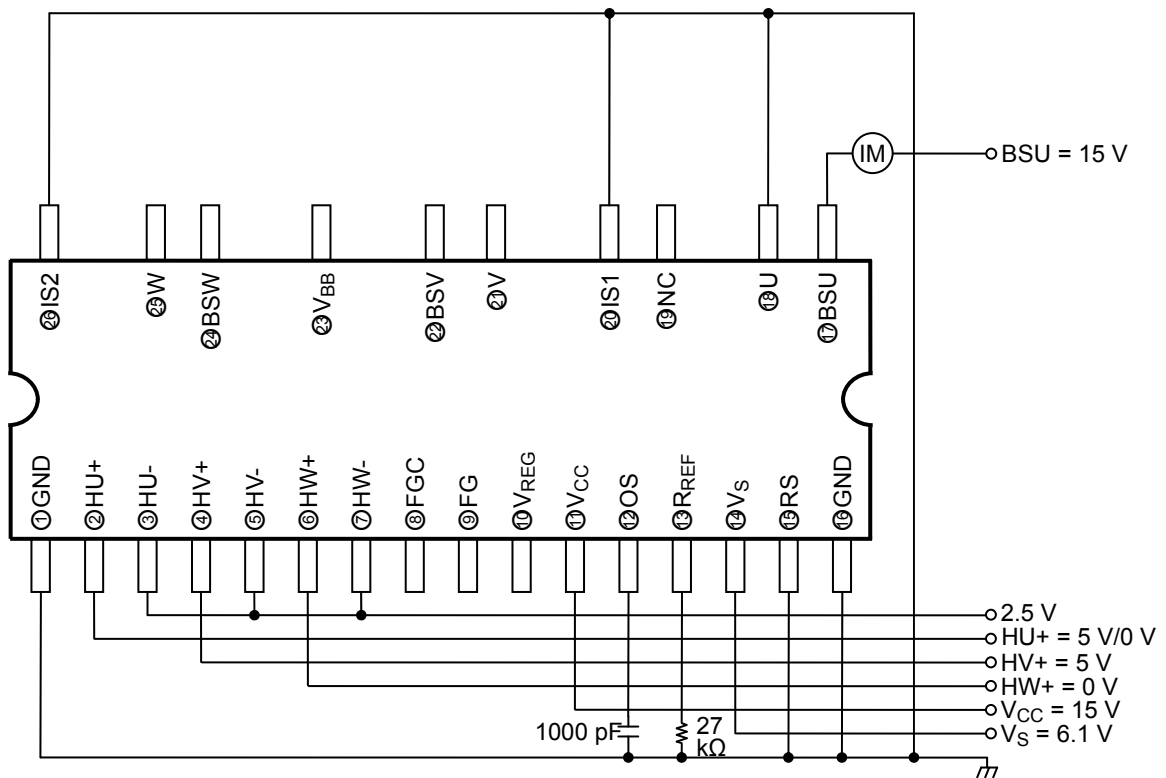 IM
BSU = 15 V
㉖IS2
㉕W
㉔BSW
㉓VBB
㉒BSV
㉑V
⑳IS1
⑲NC
⑱U
⑰BSU
①GND
②HU+
③HU-
④HV+
⑤HV-
⑥HW+
⑦HW-
⑧FGC
⑨FG
⑩VREG
⑪VCC
⑫OS
⑬RREF
⑭VS
⑮RS
⑯GND
2.5 V
HU+ = 5 V/0 V
HV+ = 5 V
HW+ = 0 V
VCC = 15 V
VS = 6.1 V
1000 pF
27
kΩ